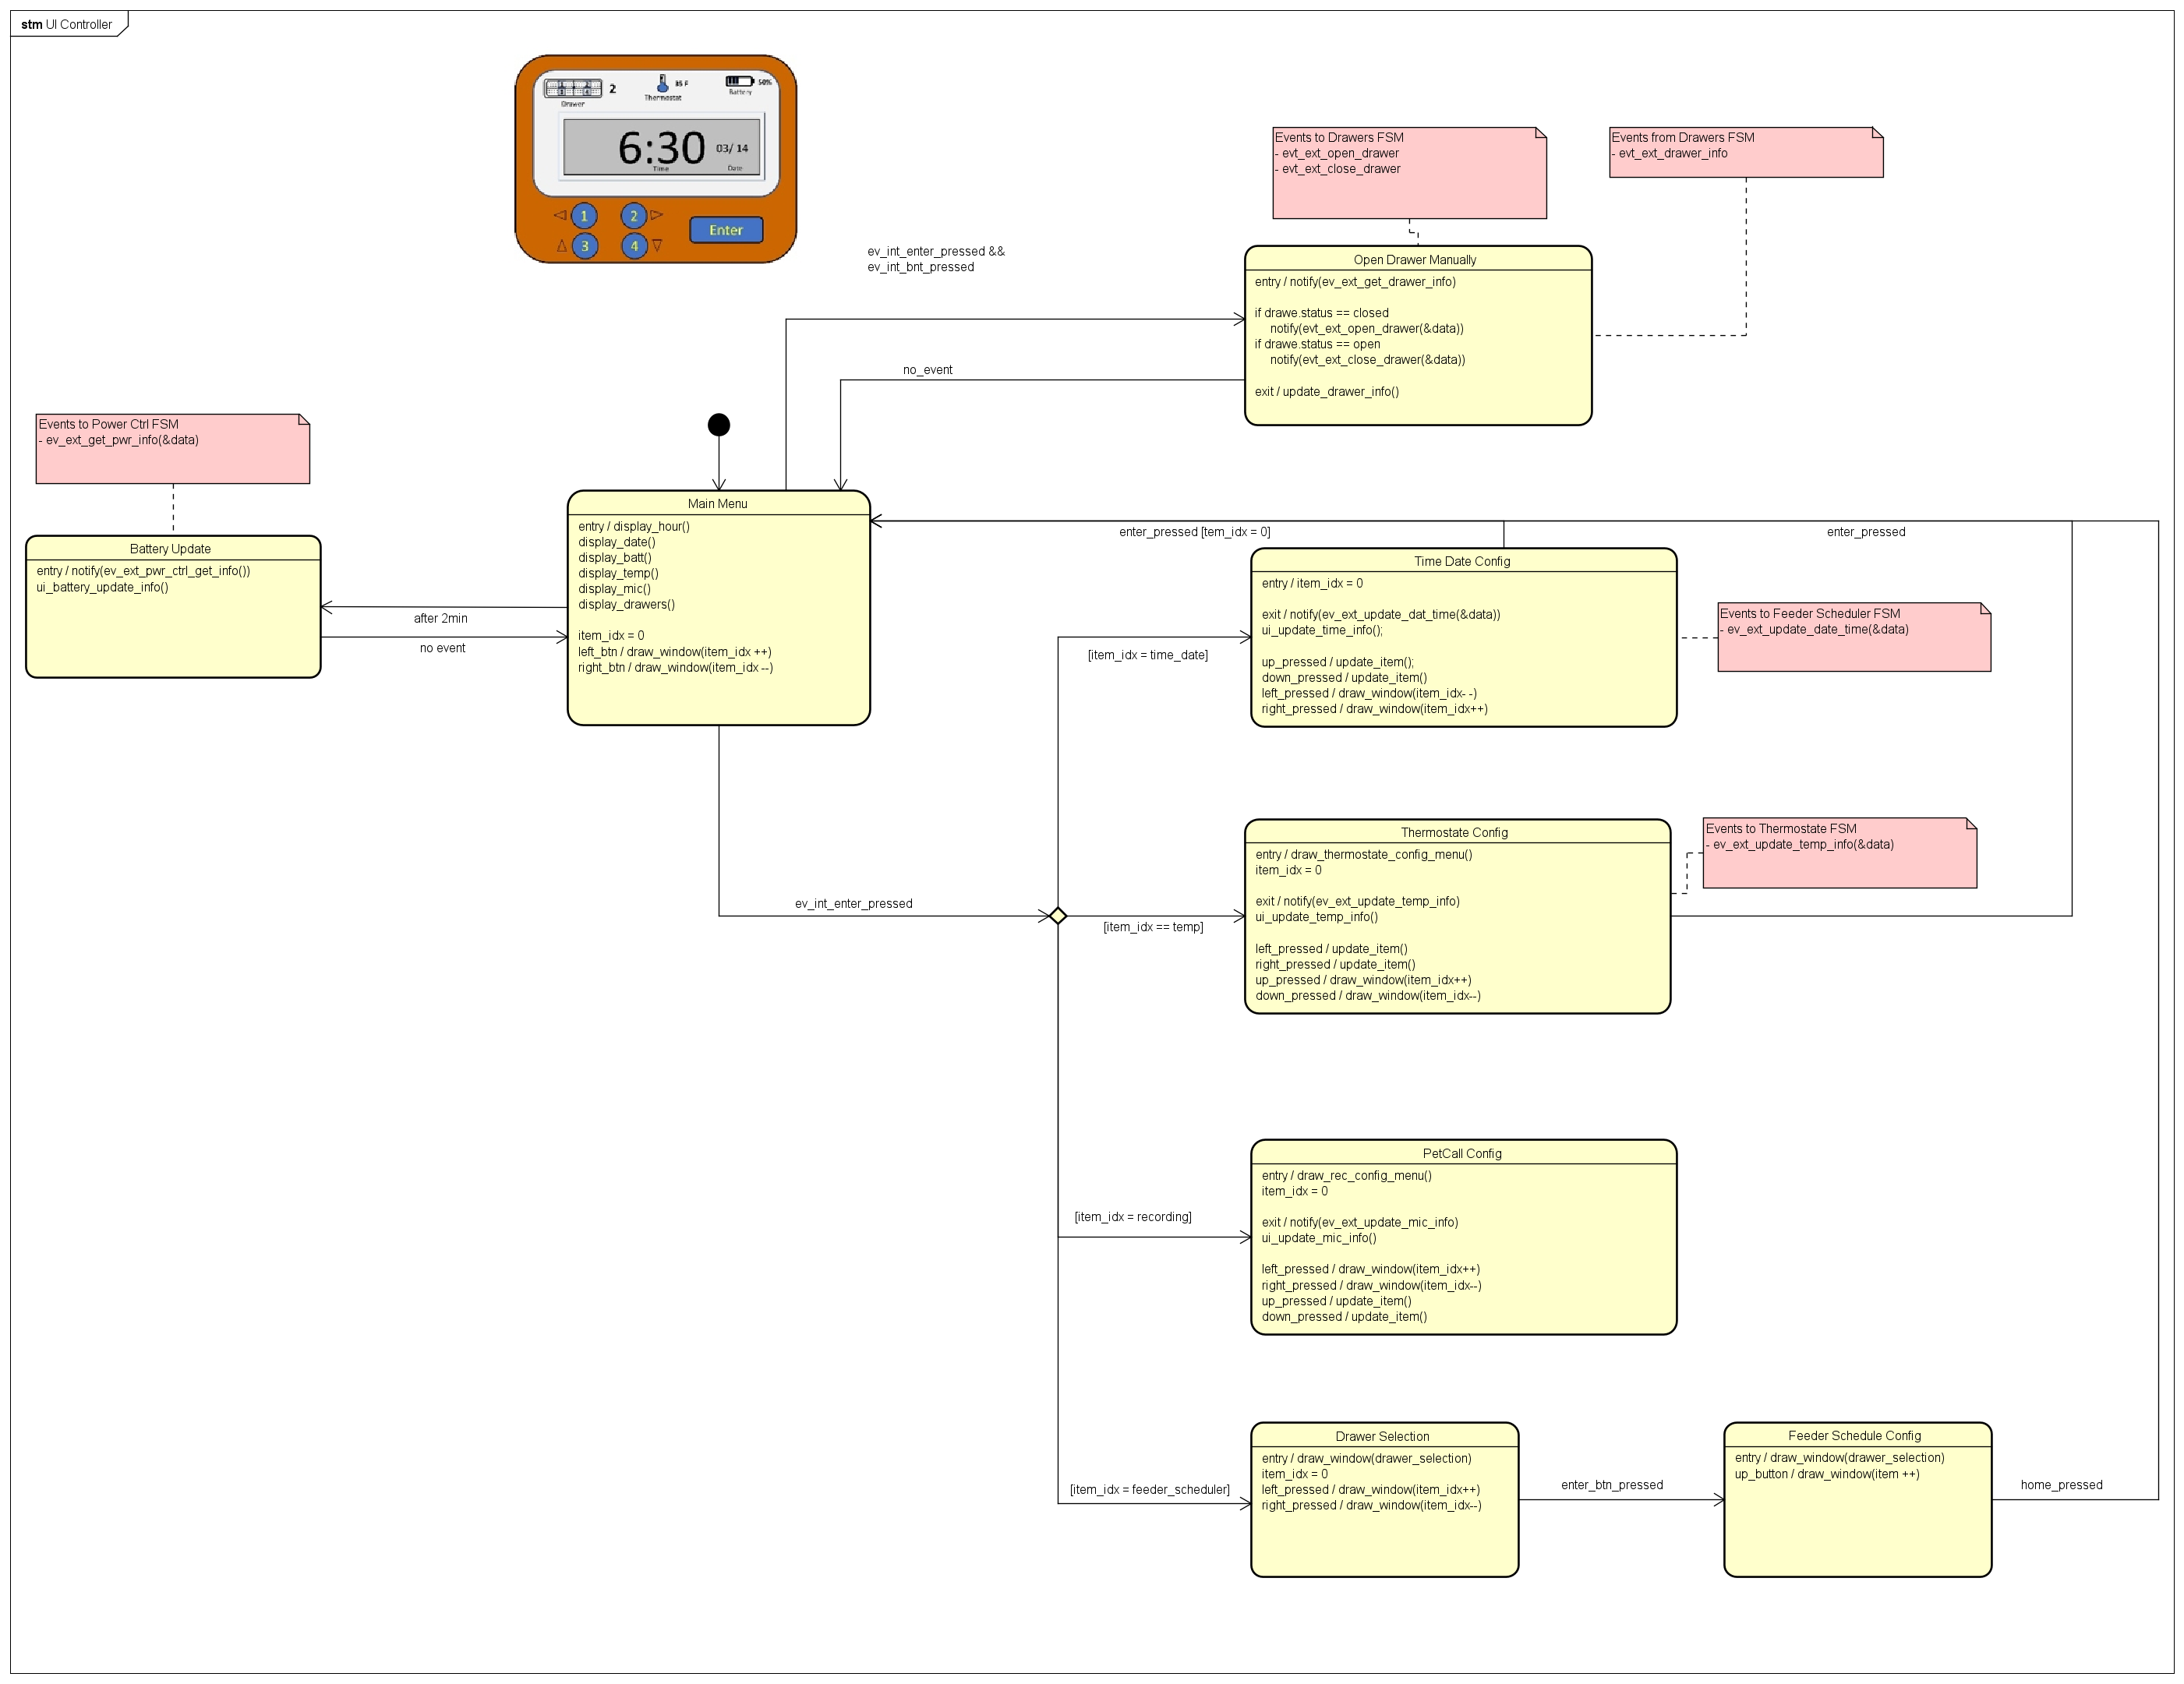 stm UI Controller
2
85 F
50%
Drawer
Thermostat
Battery
6:30
03/ 14
Time
Date
1
2
3
4
Enter
Events to Drawers FSM
- evt_ext_open_drawer
- evt_ext_close_drawer
Events from Drawers FSM
- evt_ext_drawer_info
ev_int_enter_pressed &&
ev_int_bnt_pressed
Open Drawer Manually
entry / notify(ev_ext_get_drawer_info)
if drawe.status == closed
notify(evt_ext_open_drawer(&data))
if drawe.status == open
notify(evt_ext_close_drawer(&data))
exit / update_drawer_info()
no_event
Events to Power Ctrl FSM
- ev_ext_get_pwr_info(&data)
Battery Update
entry / notify(ev_ext_pwr_ctrl_get_info())
ui_battery_update_info()
after 2min
no event
Main Menu
entry / display_hour()
display_date()
display_batt()
display_temp()
display_mic()
display_drawers()
item_idx = 0
left_btn / draw_window(item_idx ++)
right_btn / draw_window(item_idx --)
enter_pressed [tem_idx = 0]
enter_pressed
Time Date Config
entry / item_idx = 0
exit / notify(ev_ext_update_dat_time(&data))
ui_update_time_info();
up_pressed / update_item();
down_pressed / update_item()
left_pressed / draw_window(item_idx- -)
right_pressed / draw_window(item_idx++)
Events to Feeder Scheduler FSM
- ev_ext_update_date_time(&data)
[item_idx = time_date]
Thermostate Config
entry / draw_thermostate_config_menu()
item_idx = 0
exit / notify(ev_ext_update_temp_info)
ui_update_temp_info()
left_pressed / update_item()
right_pressed / update_item()
up_pressed / draw_window(item_idx++)
down_pressed / draw_window(item_idx--)
Events to Thermostate FSM
- ev_ext_update_temp_info(&data)
ev_int_enter_pressed
[item_idx == temp]
PetCall Config
entry / draw_rec_config_menu()
item_idx = 0
exit / notify(ev_ext_update_mic_info)
ui_update_mic_info()
left_pressed / draw_window(item_idx++)
right_pressed / draw_window(item_idx--)
up_pressed / update_item()
down_pressed / update_item()
[item_idx = recording]
Drawer Selection
entry / draw_window(drawer_selection)
item_idx = 0
left_pressed / draw_window(item_idx++)
right_pressed / draw_window(item_idx--)
[item_idx = feeder_scheduler]
enter_btn_pressed
Feeder Schedule Config
entry / draw_window(drawer_selection)
up_button / draw_window(item ++)
home_pressed